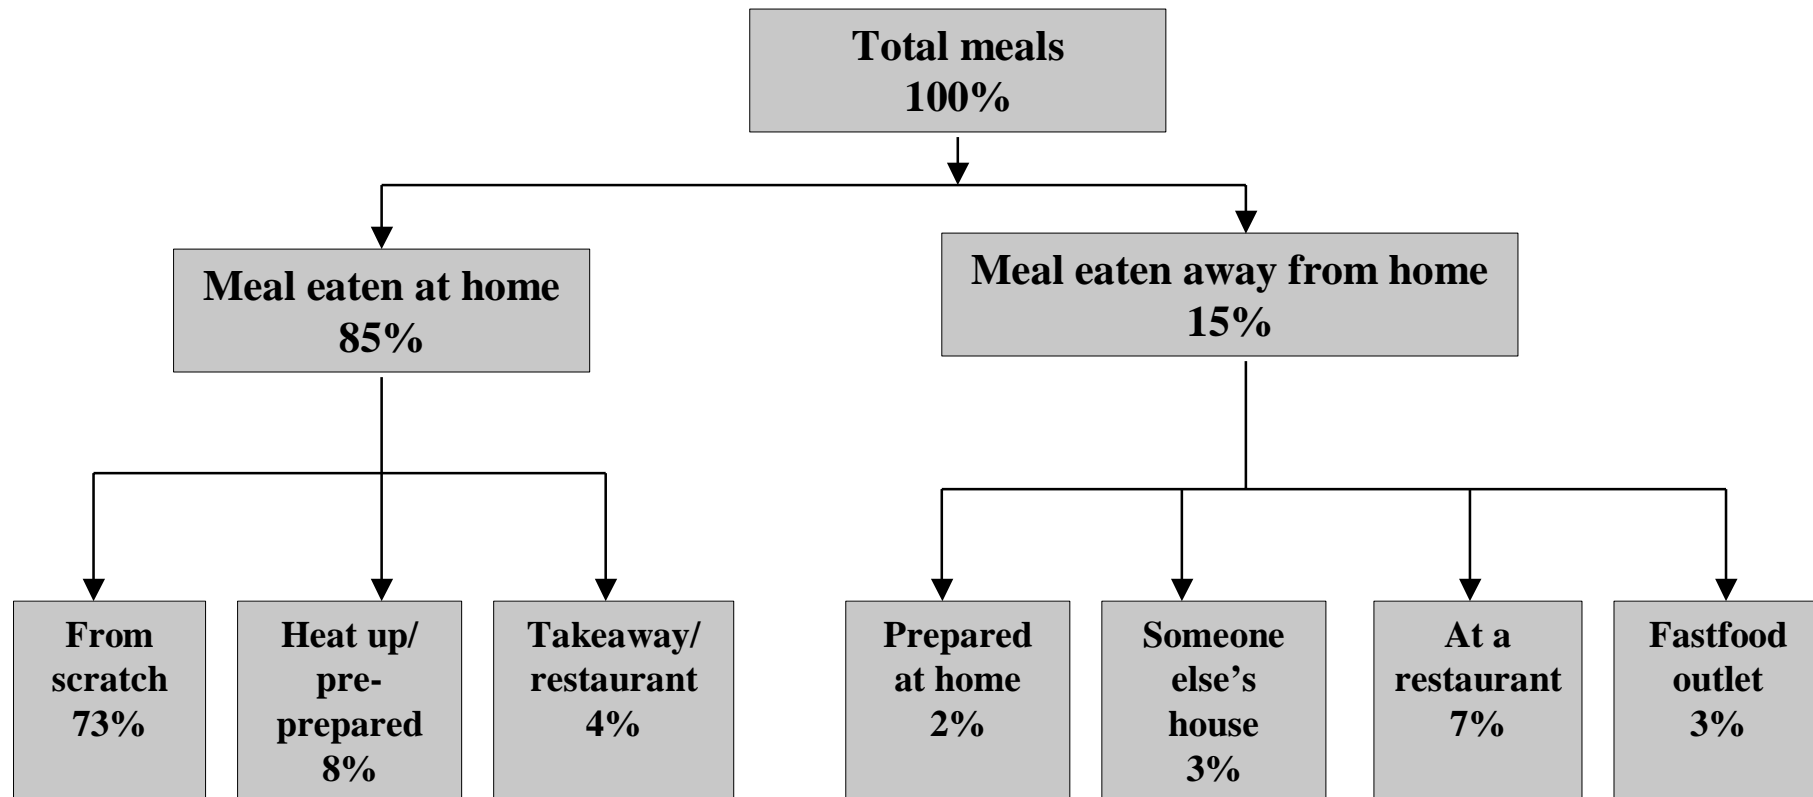 Total meals
100%
Meal eaten at home
85%
Meal eaten away from home
15%
From
scratch
73%
Heat up/
pre-
prepared
8%
Takeaway/
restaurant
4%
Prepared
at home
2%
Someone
else’s
house
3%
At a
restaurant
7%
Fastfood
outlet
3%